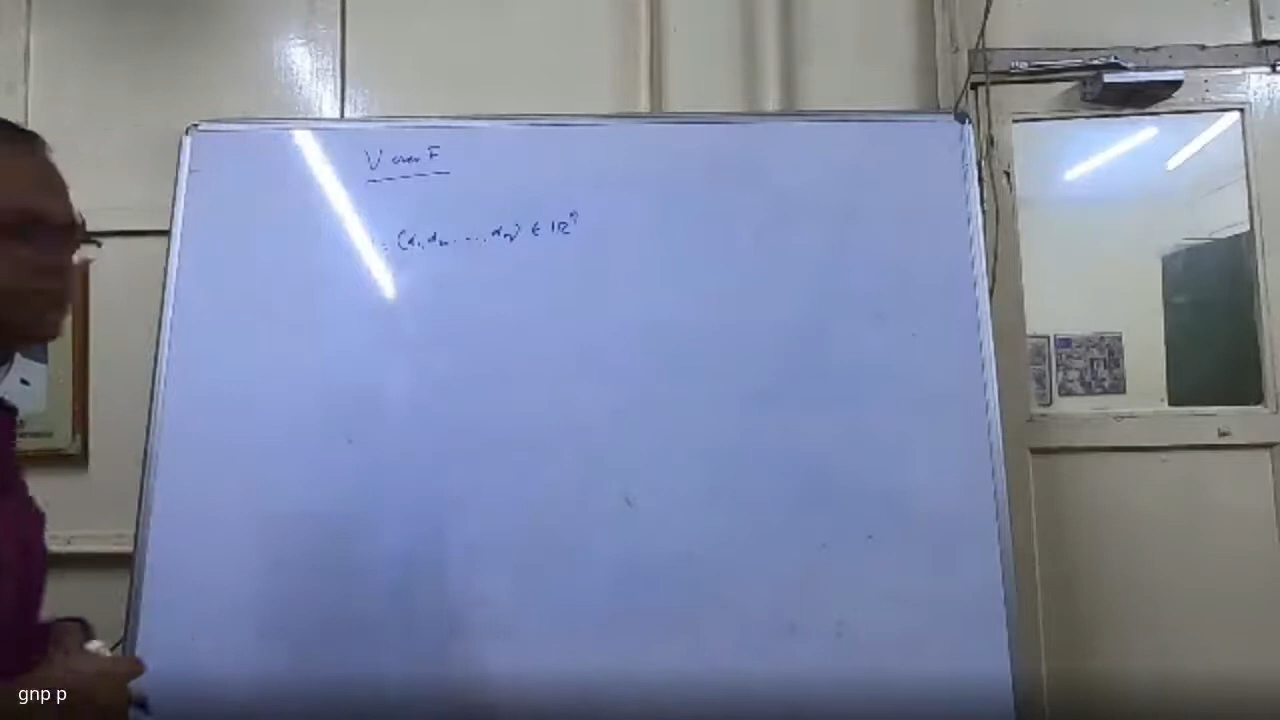 V over F
: (α₁, α₂, ..., αₙ) ∈ ℝⁿ
gnp p